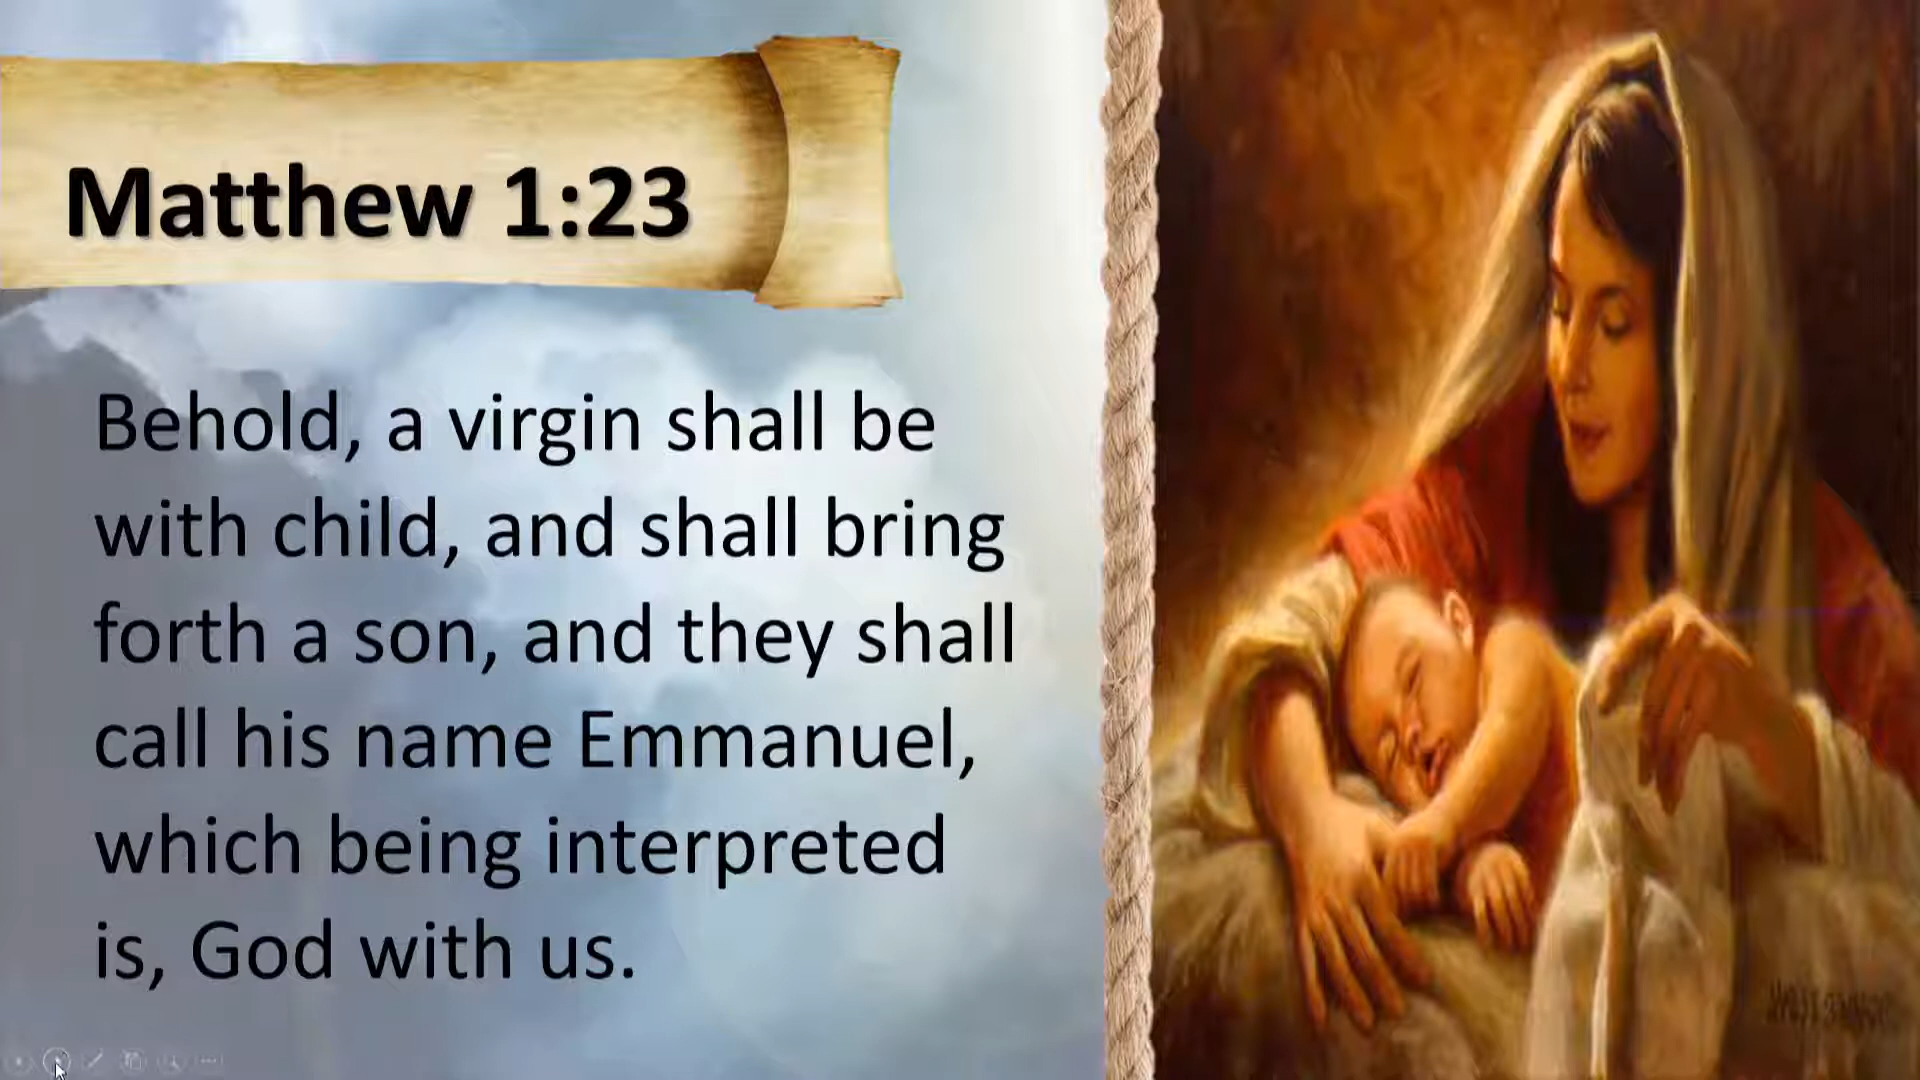 Matthew 1:23
Behold, a virgin shall be
with child, and shall bring
forth a son, and they shall
call his name Emmanuel,
which being interpreted
is, God with us.